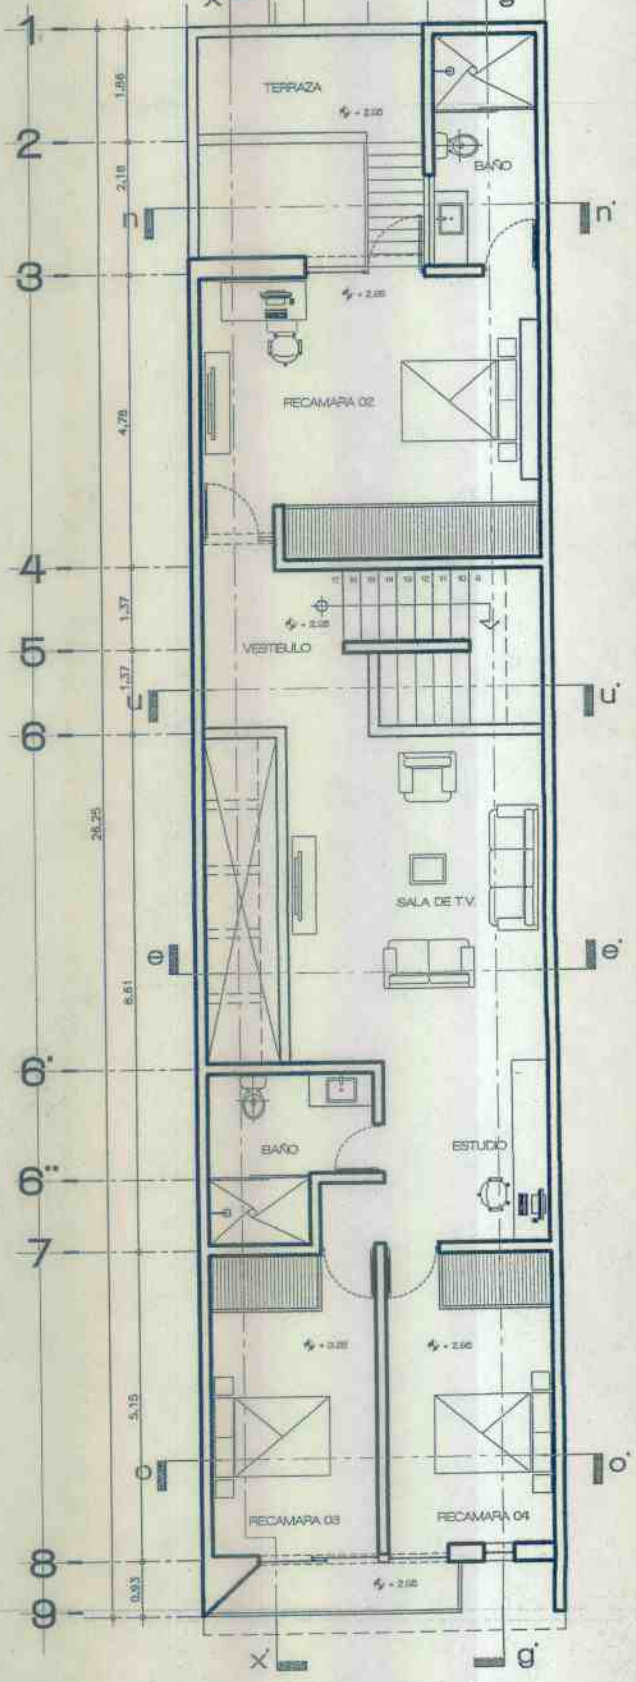 x
g
1
1,86
TERRAZA
2
BAÑO
2,18
n
n'
3
RECAMARA 02
4,78
4
1,37
VESTIBULO
5
1,37
u'
6
26,25
SALA DE T.V.
e
e'
6,61
6'
BAÑO
ESTUDIO
6''
7
5,15
o
o'
RECAMARA 03
RECAMARA 04
8
0,93
9
x'
g'